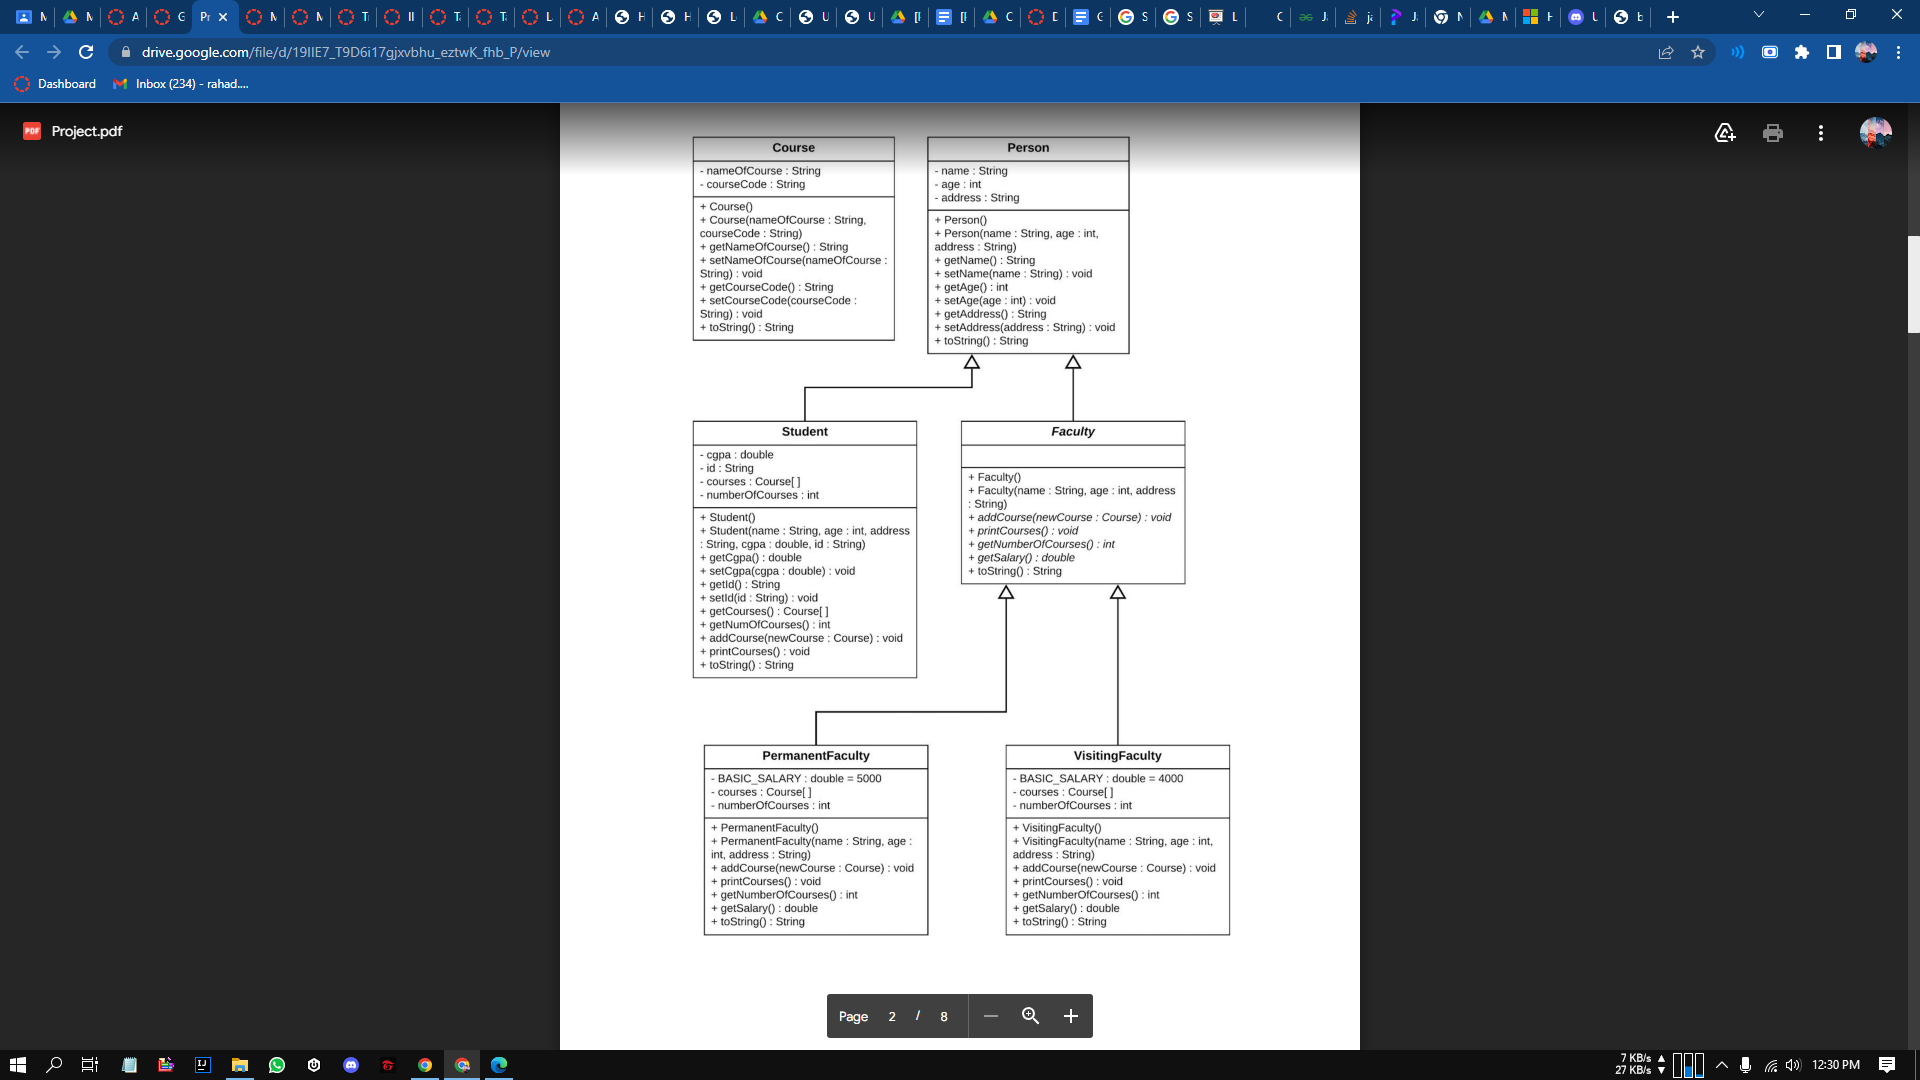 drive.google.com/file/d/19IlE7_T9D6i17gjxvbhu_eztwK_fhb_P/view
Dashboard
Inbox (234) - rahad....
PDF
Project.pdf
Course
- nameOfCourse : String
- courseCode : String
+ Course()
+ Course(nameOfCourse : String,
courseCode : String)
+ getNameOfCourse() : String
+ setNameOfCourse(nameOfCourse :
String) : void
+ getCourseCode() : String
+ setCourseCode(courseCode :
String) : void
+ toString() : String
Person
- name : String
- age : int
- address : String
+ Person()
+ Person(name : String, age : int,
address : String)
+ getName() : String
+ setName(name : String) : void
+ getAge() : int
+ setAge(age : int) : void
+ getAddress() : String
+ setAddress(address : String) : void
+ toString() : String
Student
- cgpa : double
- id : String
- courses : Course[ ]
- numberOfCourses : int
+ Student()
+ Student(name : String, age : int, address
: String, cgpa : double, id : String)
+ getCgpa() : double
+ setCgpa(cgpa : double) : void
+ getId() : String
+ setId(id : String) : void
+ getCourses() : Course[ ]
+ getNumOfCourses() : int
+ addCourse(newCourse : Course) : void
+ printCourses() : void
+ toString() : String
Faculty
+ Faculty()
+ Faculty(name : String, age : int, address
: String)
+ addCourse(newCourse : Course) : void
+ printCourses() : void
+ getNumberOfCourses() : int
+ getSalary() : double
+ toString() : String
PermanentFaculty
- BASIC_SALARY : double = 5000
- courses : Course[ ]
- numberOfCourses : int
+ PermanentFaculty()
+ PermanentFaculty(name : String, age :
int, address : String)
+ addCourse(newCourse : Course) : void
+ printCourses() : void
+ getNumberOfCourses() : int
+ getSalary() : double
+ toString() : String
VisitingFaculty
- BASIC_SALARY : double = 4000
- courses : Course[ ]
- numberOfCourses : int
+ VisitingFaculty()
+ VisitingFaculty(name : String, age : int,
address : String)
+ addCourse(newCourse : Course) : void
+ printCourses() : void
+ getNumberOfCourses() : int
+ getSalary() : double
+ toString() : String
Page 2 / 8
7 KB/s
27 KB/s
12:30 PM